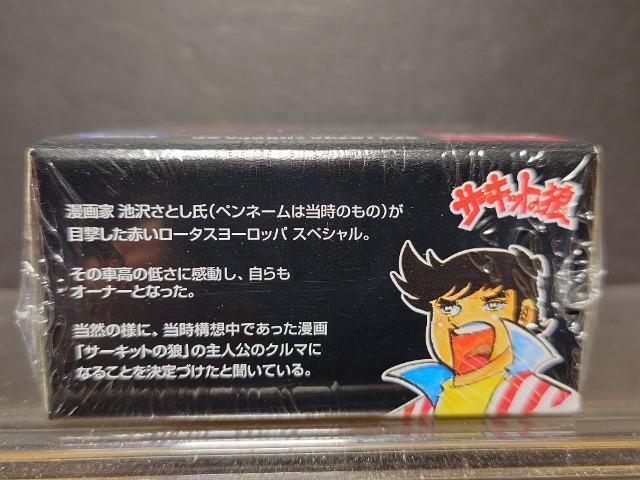 サーキットの狼
漫画家 池沢さとし氏(ペンネームは当時のもの)が
目撃した赤いロータスヨーロッパ スペシャル。
その車高の低さに感動し、自らも
オーナーとなった。
当然の様に、当時構想中であった漫画
「サーキットの狼」の主人公のクルマに
なることを決定づけたと聞いている。